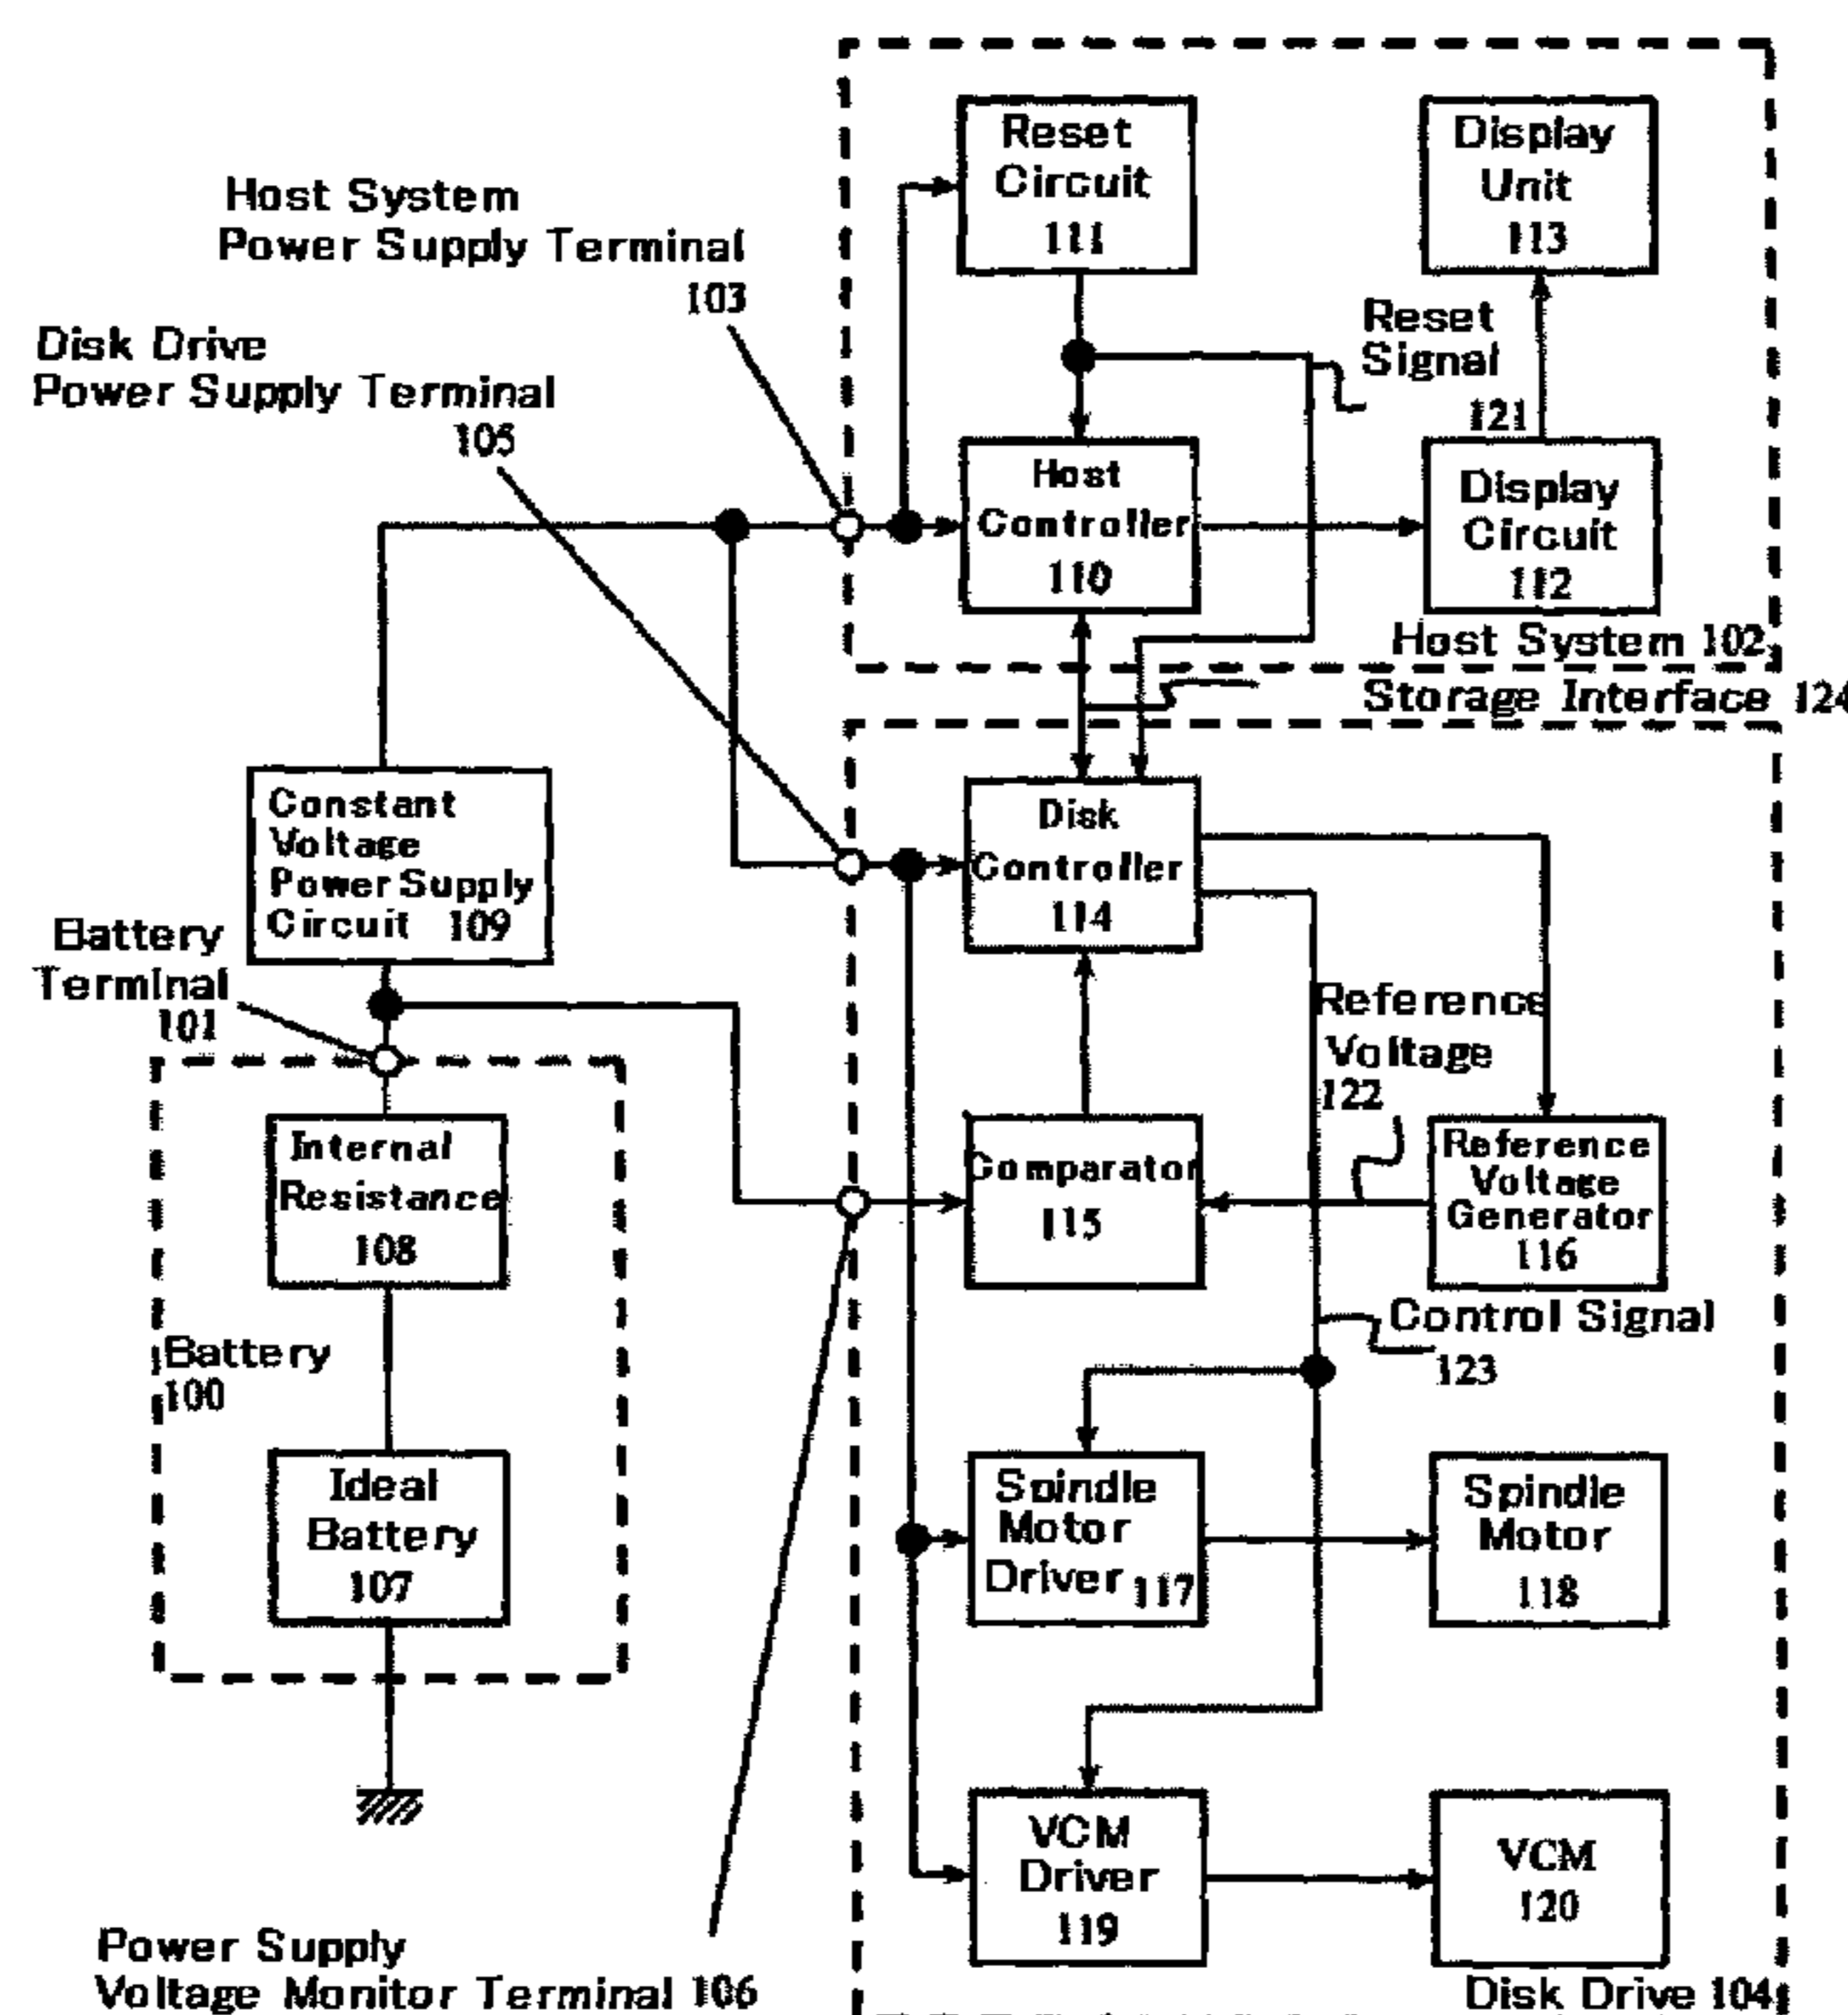 Reset
Circuit
111
Display
Unit
113
Host System
Power Supply Terminal
103
Reset
Signal
121
Disk Drive
Power Supply Terminal
105
Host
Controller
110
Display
Circuit
112
Host System 102
Storage Interface 124
Constant
Voltage
Power Supply
Circuit 109
Disk
Controller
114
Battery
Terminal
101
Reference
Voltage
122
Internal
Resistance
108
Comparator
115
Reference
Voltage
Generator
116
Control Signal
123
Battery
100
Ideal
Battery
107
Spindle
Motor
Driver 117
Spindle
Motor
118
VCM
Driver
119
VCM
120
Power Supply
Voltage Monitor Terminal 106
Disk Drive 104